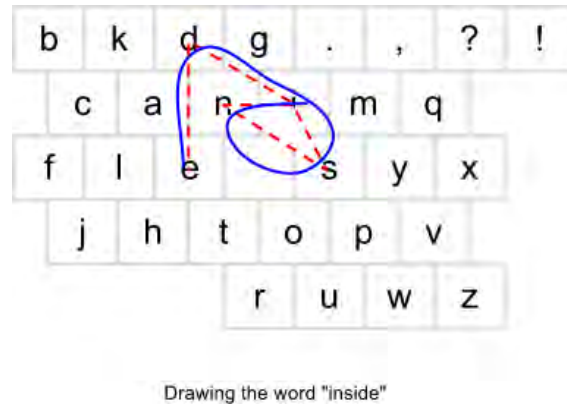 b k d g . , ? !
c a n i m q
f l e s y x
j h t o p v
r u w z
Drawing the word "inside"